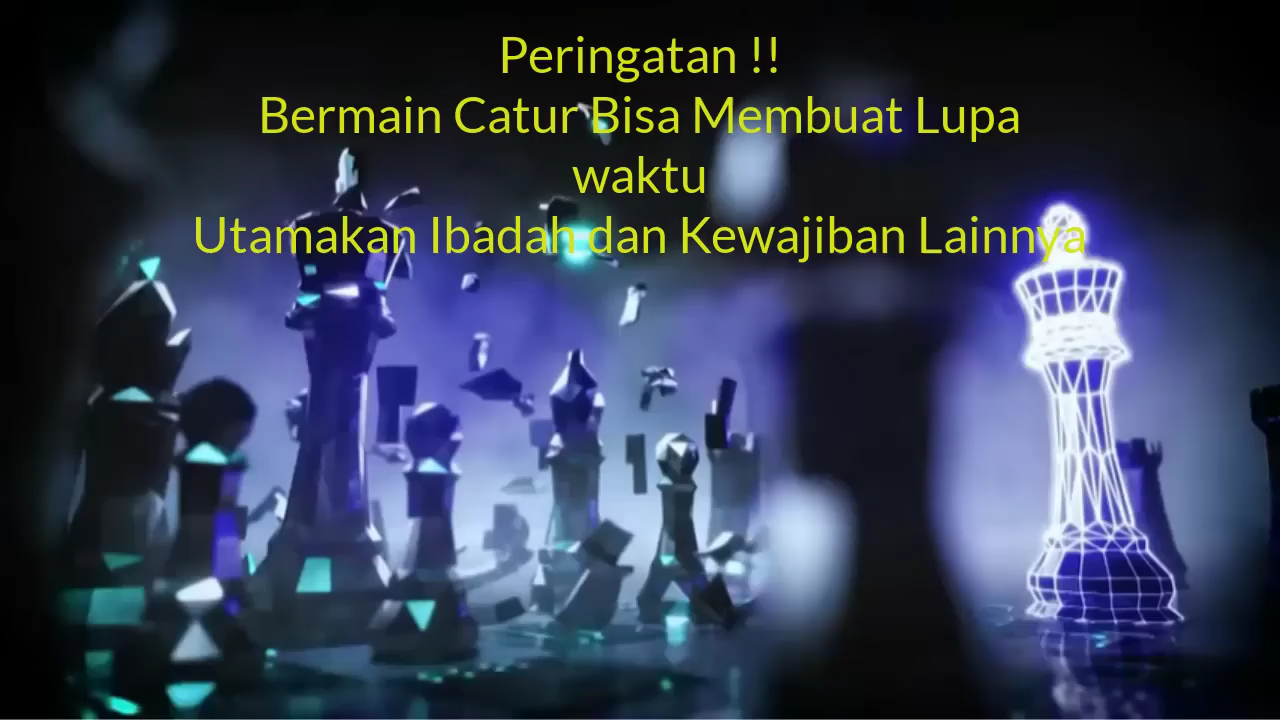 Peringatan !!
Bermain Catur Bisa Membuat Lupa
waktu
Utamakan Ibadah dan Kewajiban Lainnya